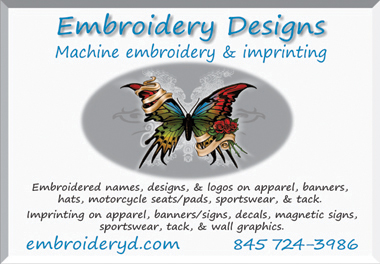 Embroidery Designs
Machine embroidery & imprinting
Embroidered names, designs, & logos on apparel, banners,
hats, motorcycle seats/pads, sportswear, & tack.
Imprinting on apparel, banners/signs, decals, magnetic signs,
sportswear, tack, & wall graphics.
embroideryd.com 845 724-3986